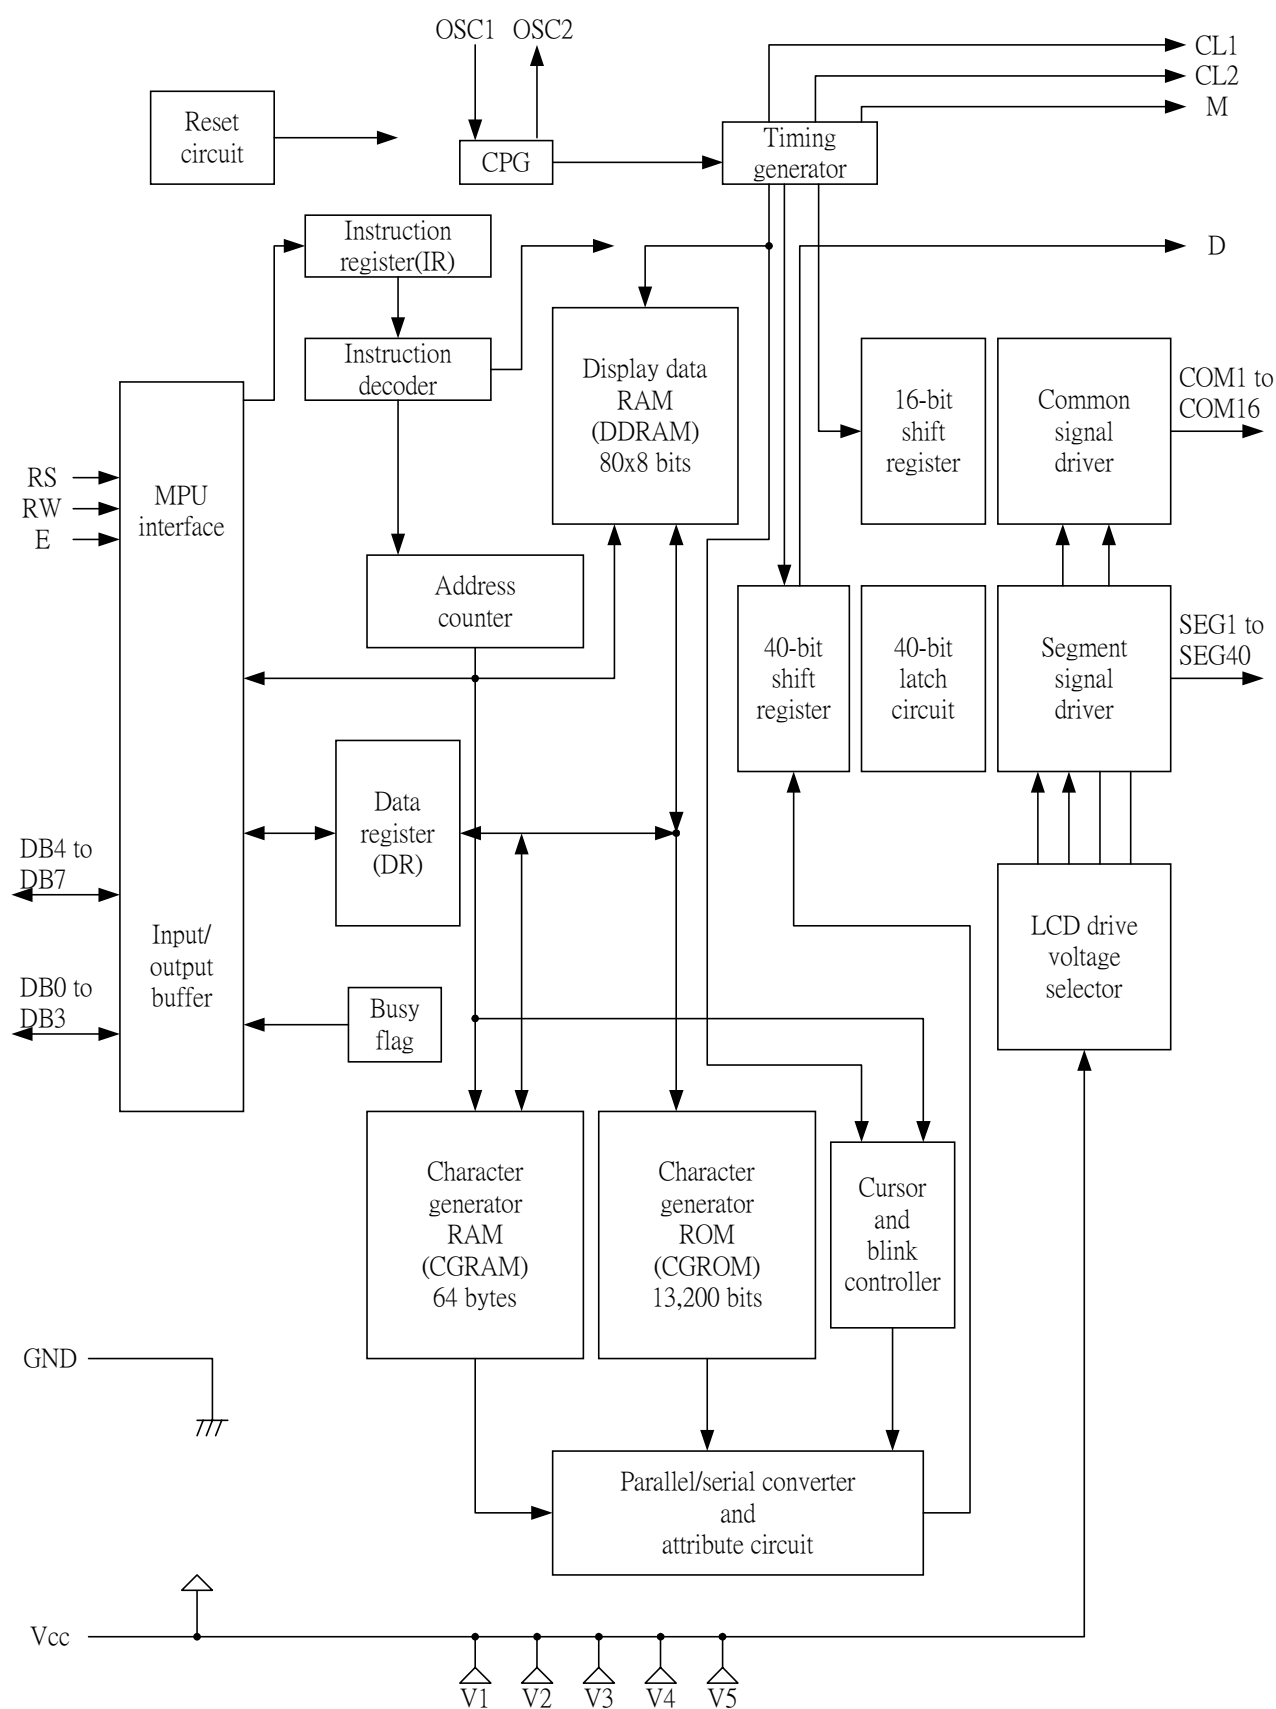 OSC1 OSC2
CL1
CL2
M
Reset
circuit
CPG
Timing
generator
Instruction
register(IR)
D
Instruction
decoder
Display data
RAM
(DDRAM)
80x8 bits
16-bit
shift
register
Common
signal
driver
COM1 to
COM16
RS
RW
E
MPU
interface
Address
counter
40-bit
shift
register
40-bit
latch
circuit
Segment
signal
driver
SEG1 to
SEG40
Data
register
(DR)
DB4 to
DB7
Input/
output
buffer
DB0 to
DB3
Busy
flag
LCD drive
voltage
selector
Character
generator
RAM
(CGRAM)
64 bytes
Character
generator
ROM
(CGROM)
13,200 bits
Cursor
and
blink
controller
GND
Parallel/serial converter
and
attribute circuit
Vcc
V1 V2 V3 V4 V5